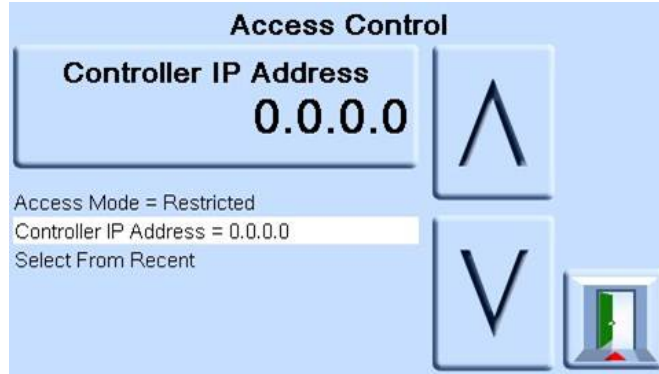 Access Control
Controller IP Address
0.0.0.0
Access Mode = Restricted
Controller IP Address = 0.0.0.0
Select From Recent